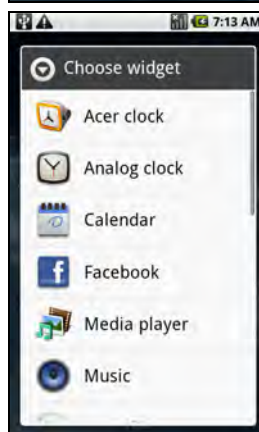 7:13 AM
Choose widget
Acer clock
Analog clock
Calendar
Facebook
Media player
Music